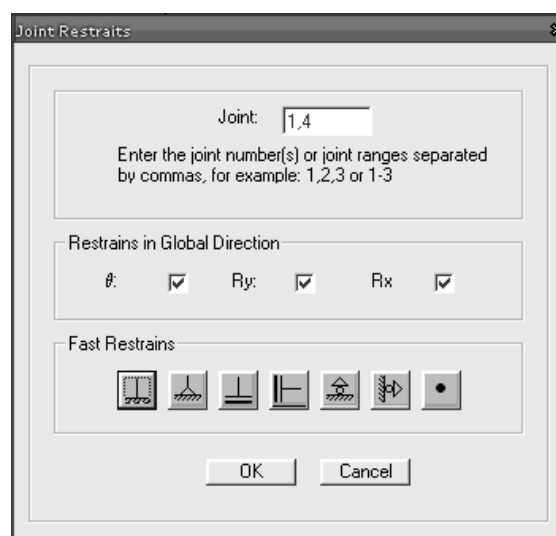 Joint Restraits
Joint: 1,4
Enter the joint number(s) or joint ranges separated
by commas, for example: 1,2,3 or 1-3
Restrains in Global Direction
θ: Ry: Rx
Fast Restrains
OK Cancel